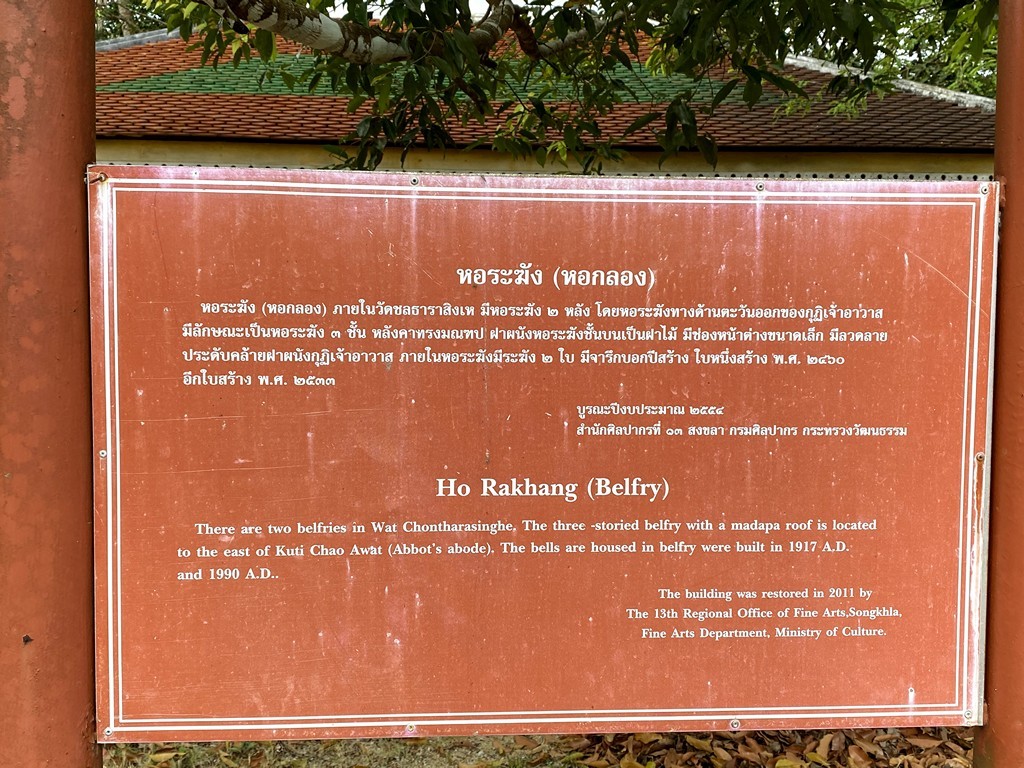 หอระฆัง (หอกลอง)
หอระฆัง (หอกลอง) ภายในวัดชลธาราสิงเห มีหอระฆัง ๒ หลัง โดยหอระฆังทางด้านตะวันออกของกุฏิเจ้าอาวาส
มีลักษณะเป็นหอระฆัง ๓ ชั้น หลังคาทรงมณฑป ฝาผนังหอระฆังชั้นบนเป็นฝาไม้ มีช่องหน้าต่างขนาดเล็ก มีลวดลาย
ประดับคล้ายฝาผนังกุฏิเจ้าอาวาส ภายในหอระฆังมีระฆัง ๒ ใบ มีจารึกบอกปีสร้าง ใบหนึ่งสร้าง พ.ศ. ๒๔๖๐
อีกใบสร้าง พ.ศ. ๒๕๓๓
บูรณะปีงบประมาณ ๒๕๕๔
สำนักศิลปากรที่ ๑๓ สงขลา กรมศิลปากร กระทรวงวัฒนธรรม
Ho Rakhang (Belfry)
There are two belfries in Wat Chontharasinghe. The three -storied belfry with a madapa roof is located
to the east of Kuti Chao Awat (Abbot's abode). The bells are housed in belfry were built in 1917 A.D.
and 1990 A.D..
The building was restored in 2011 by
The 13th Regional Office of Fine Arts,Songkhla,
Fine Arts Department, Ministry of Culture.